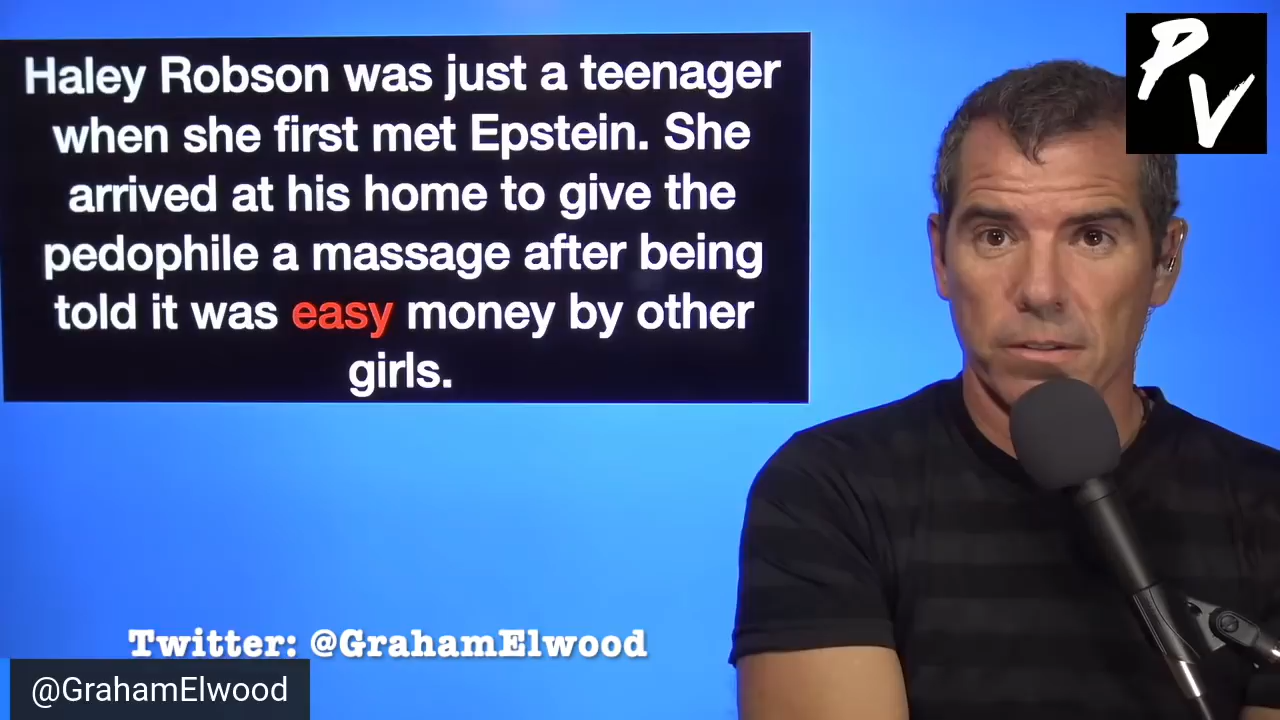 Haley Robson was just a teenager
when she first met Epstein. She
arrived at his home to give the
pedophile a massage after being
told it was easy money by other
girls.
PV
Twitter: @GrahamElwood
@GrahamElwood